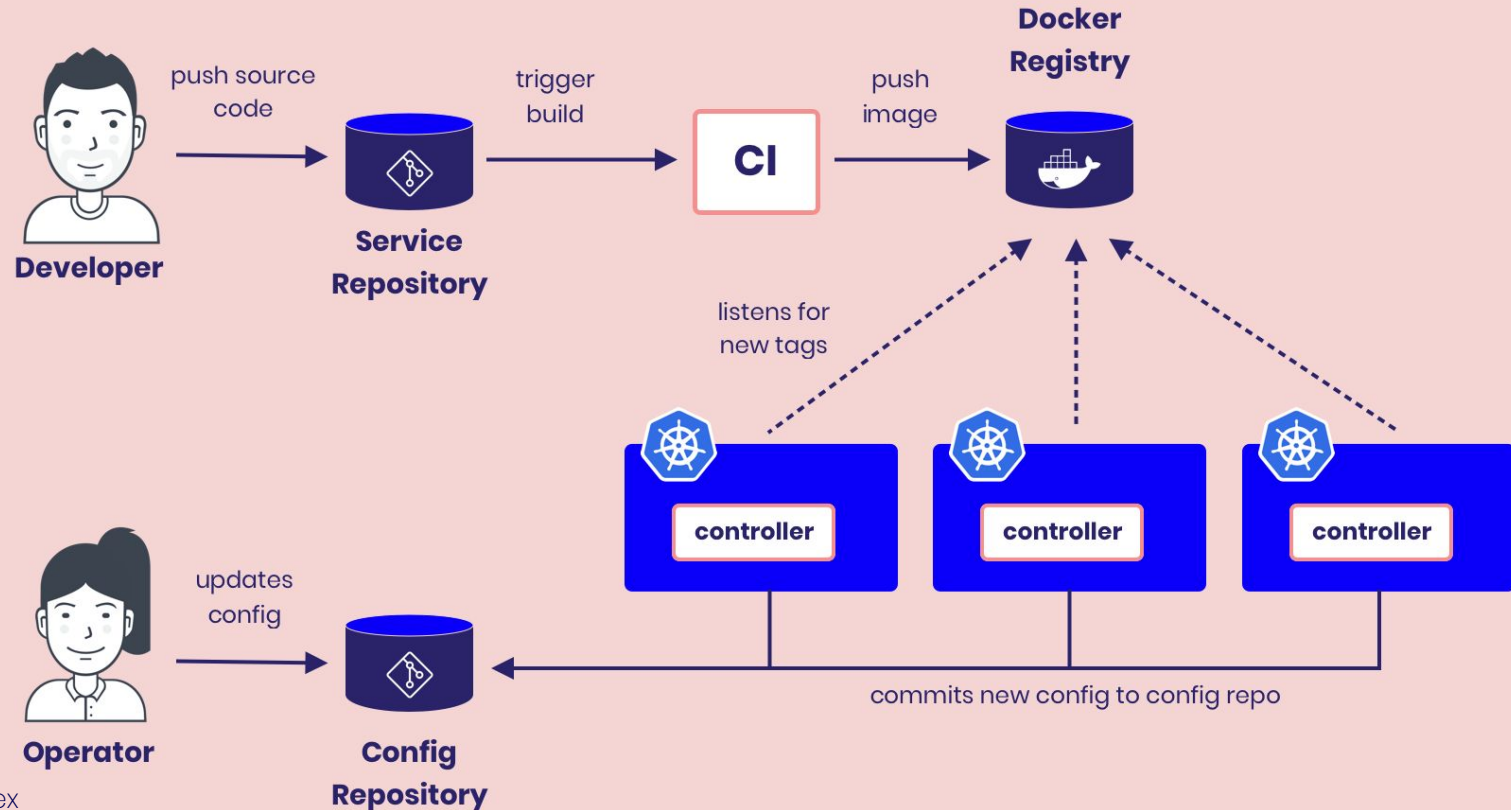 Docker
Registry
push source
code
trigger
build
push
image
CI
Developer
Service
Repository
listens for
new tags
controller
controller
controller
updates
config
commits new config to config repo
Operator
Config
Repository
ex